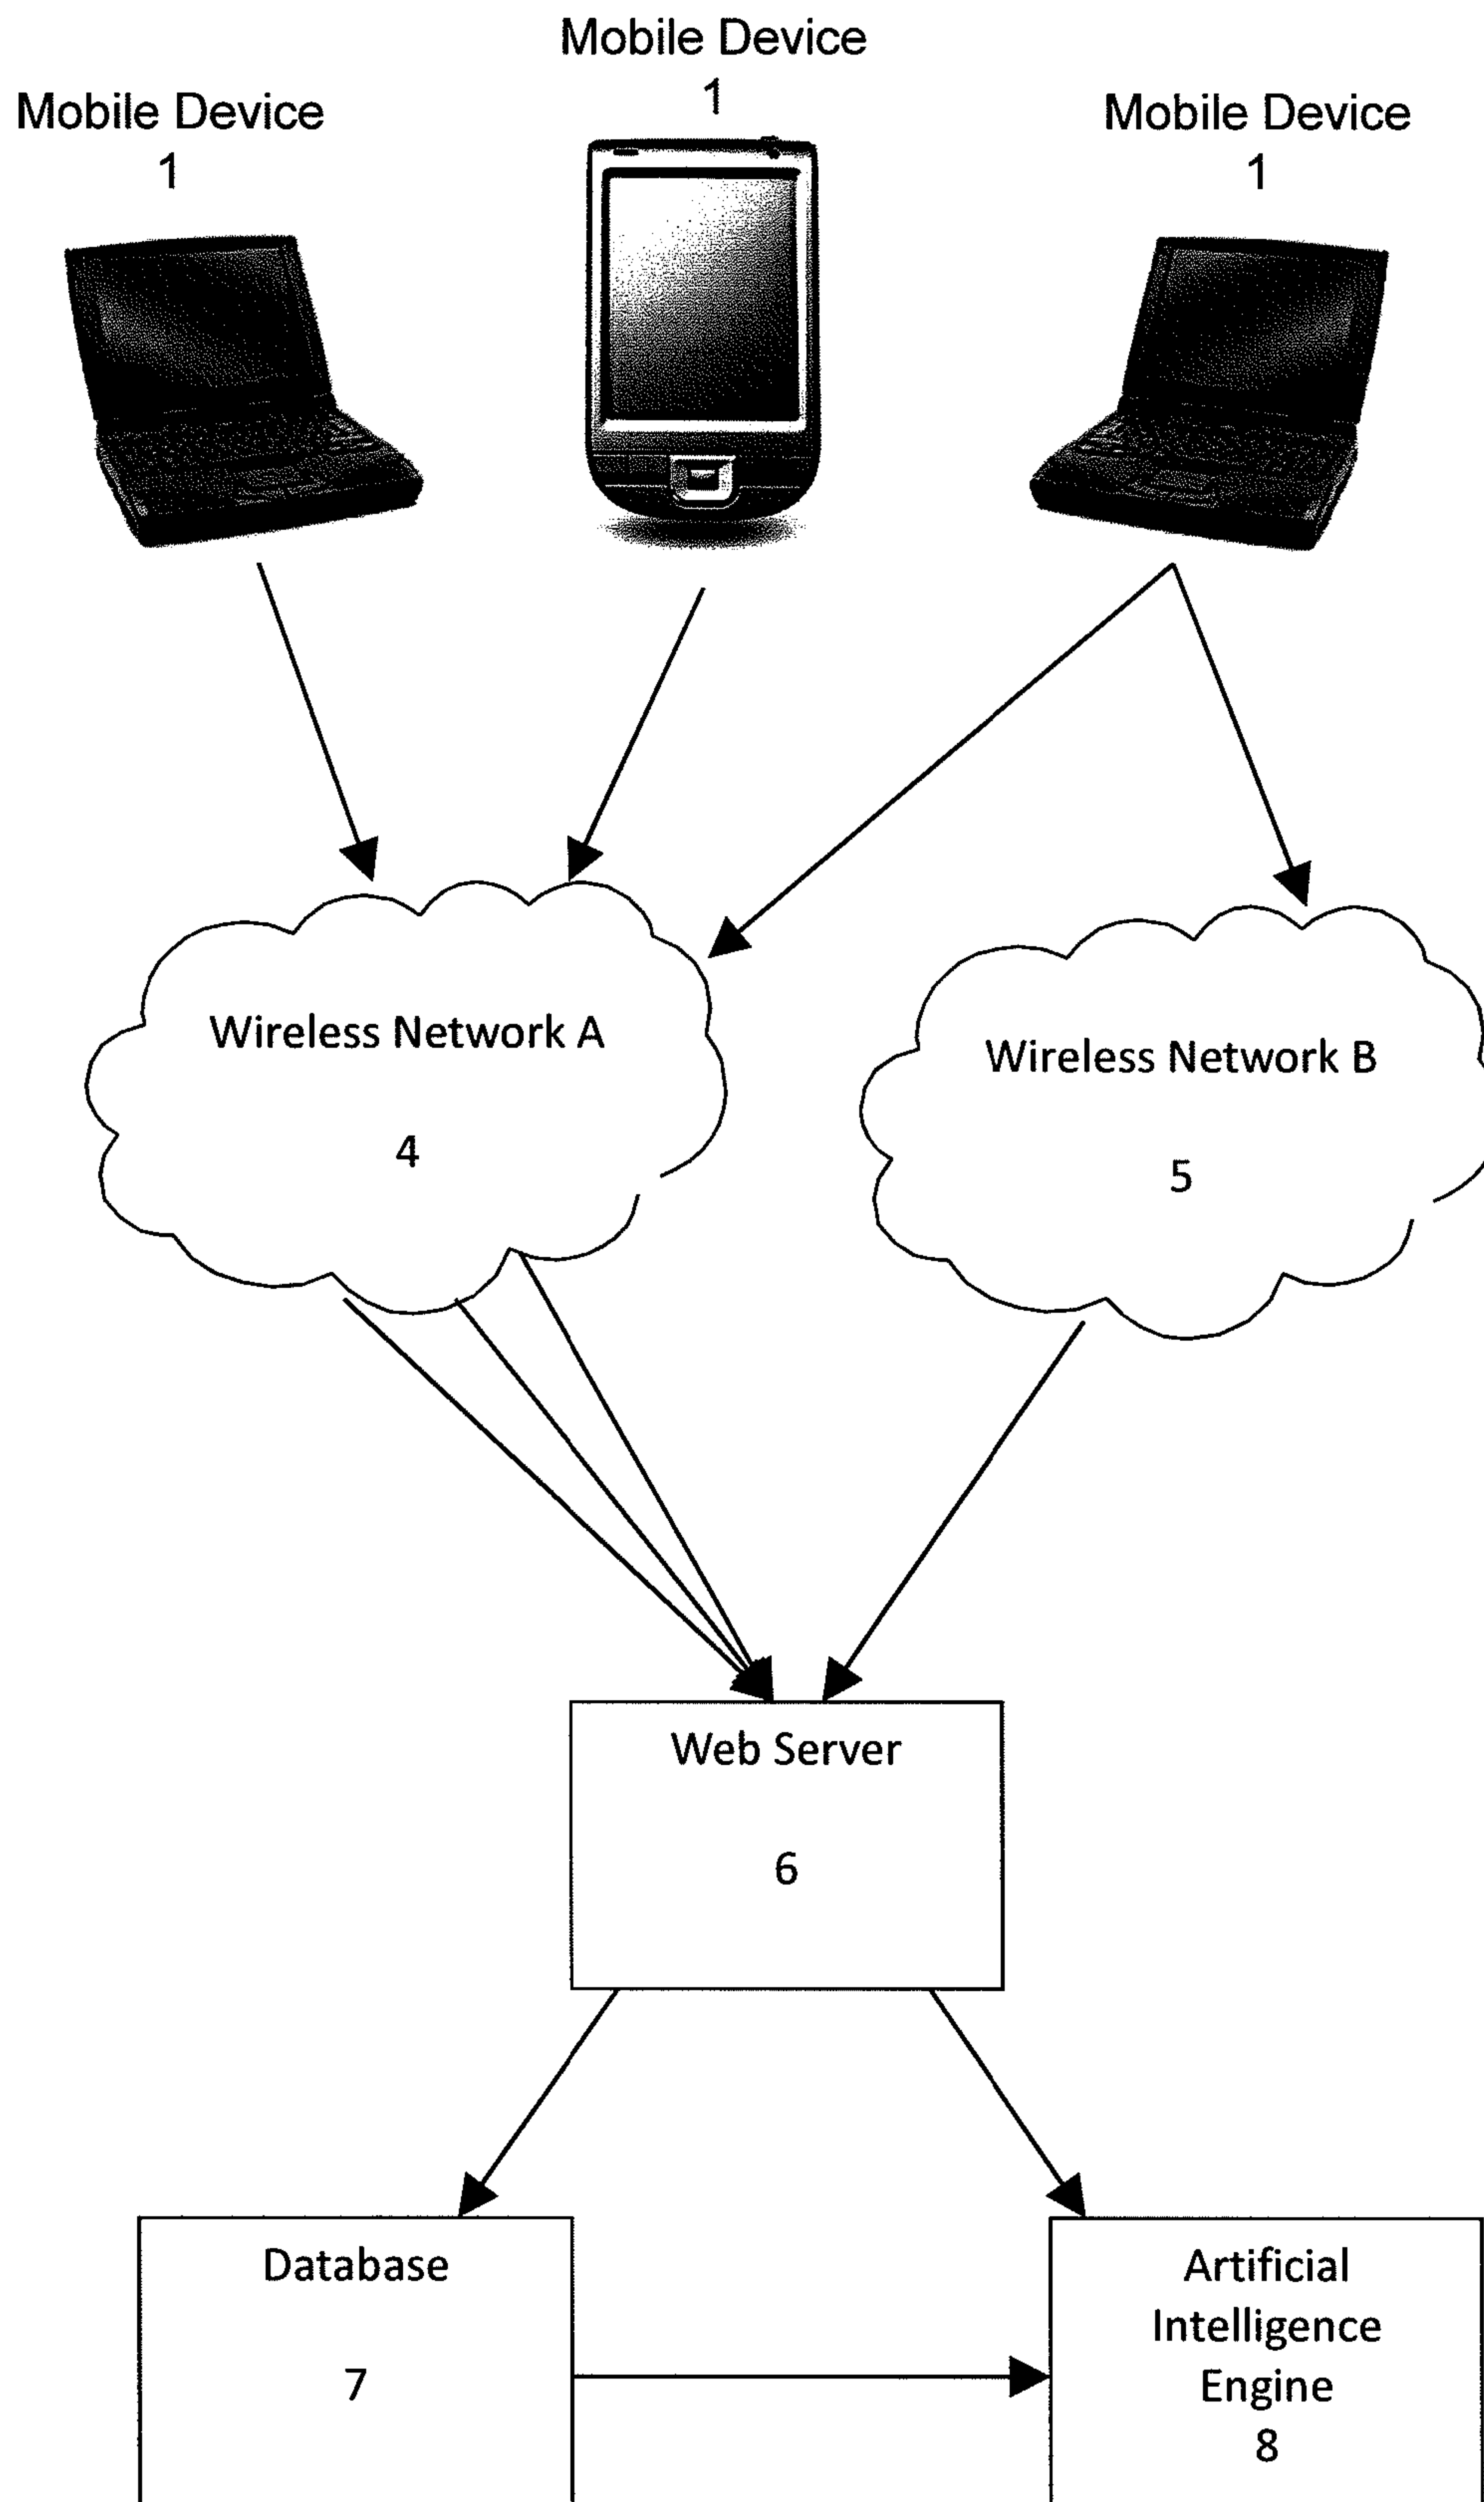 Mobile Device
1
Mobile Device
1
Mobile Device
1
Wireless Network A
4
Wireless Network B
5
Web Server
6
Database
7
Artificial
Intelligence
Engine
8